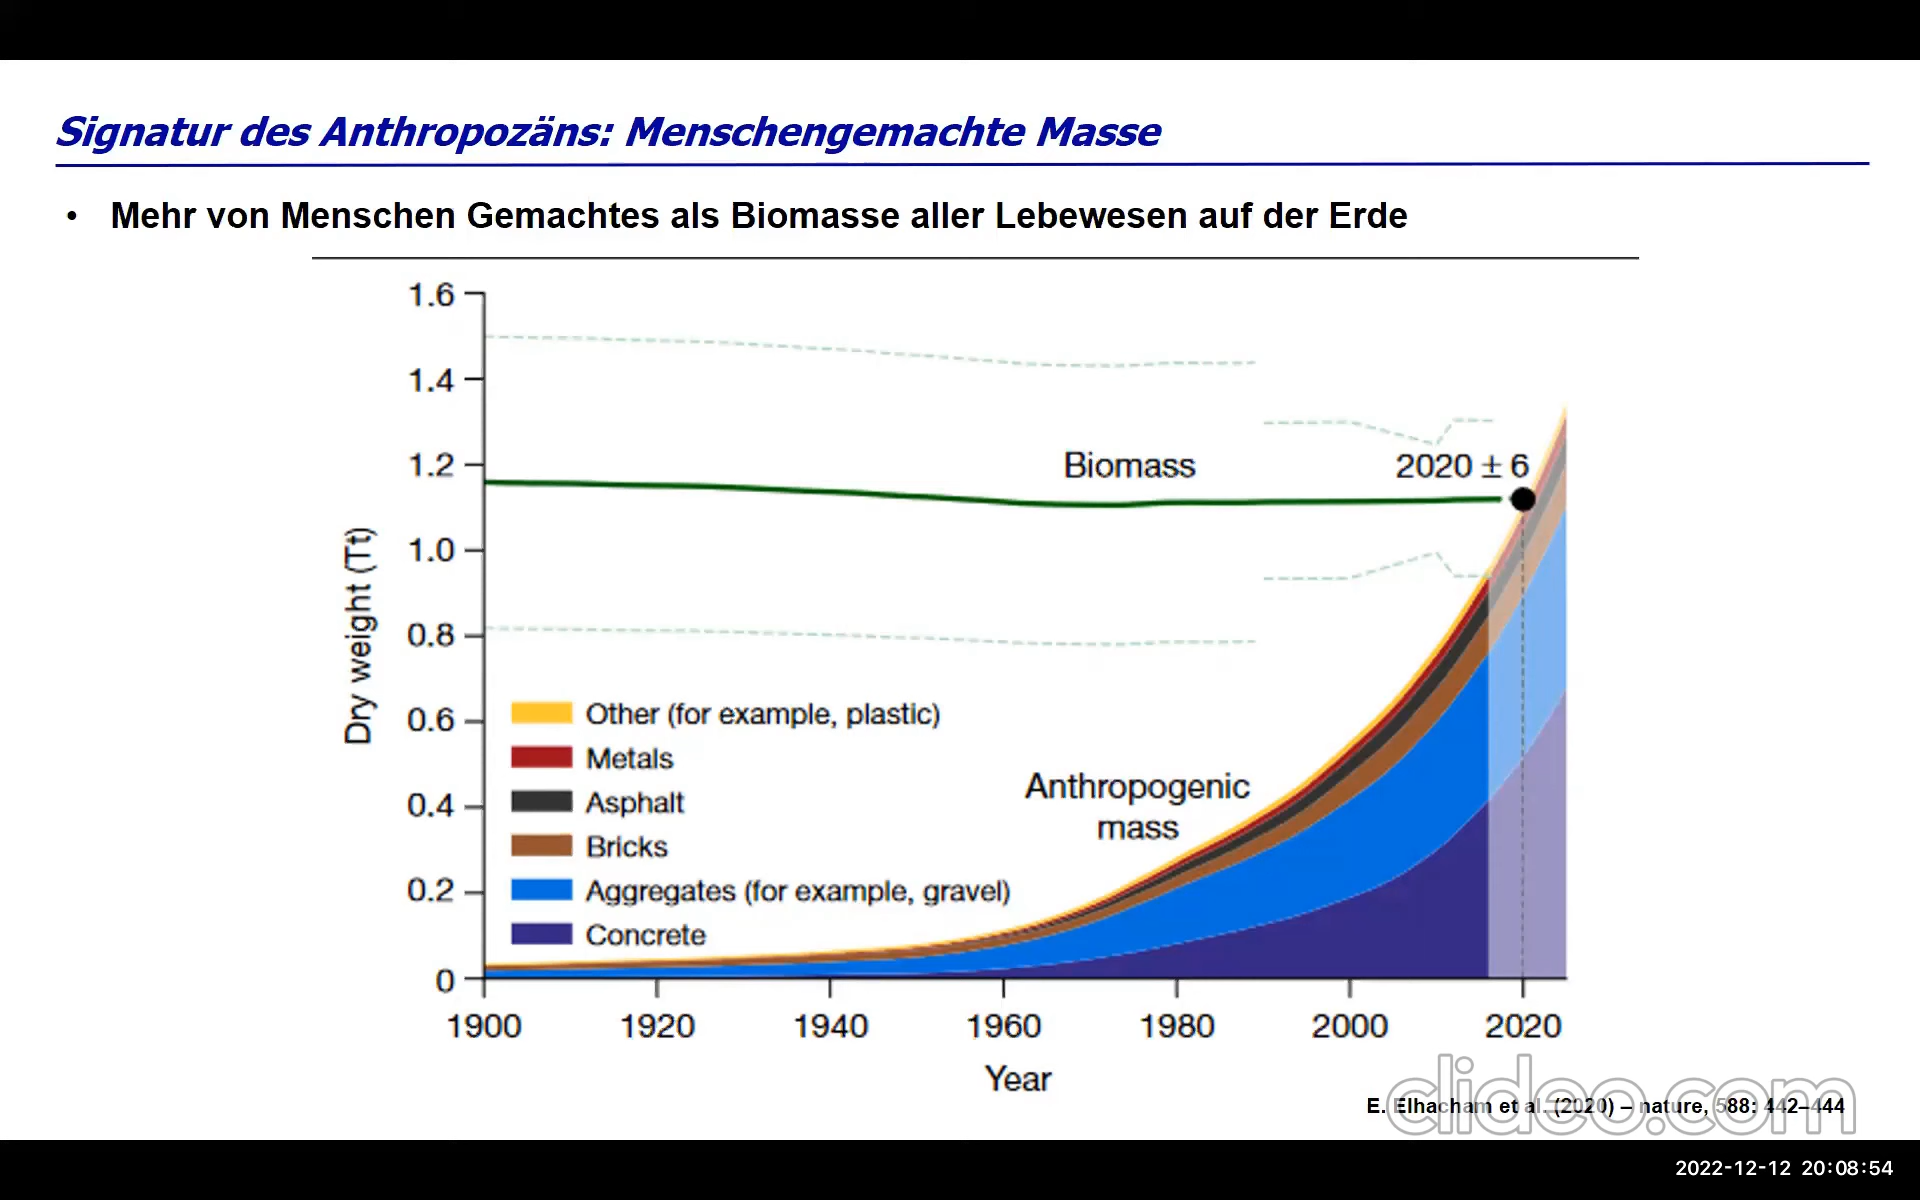 Signatur des Anthropozäns: Menschengemachte Masse
• Mehr von Menschen Gemachtes als Biomasse aller Lebewesen auf der Erde
1.6
1.4
1.2
1.0
0.8
0.6
0.4
0.2
0
Dry weight (Tt)
Biomass
2020 ± 6
Other (for example, plastic)
Metals
Asphalt
Bricks
Aggregates (for example, gravel)
Concrete
Anthropogenic
mass
1900 1920 1940 1960 1980 2000 2020
Year
E. Elhacham et al. (2020) – nature, 588: 442–444
clideo.com
2022-12-12 20:08:54